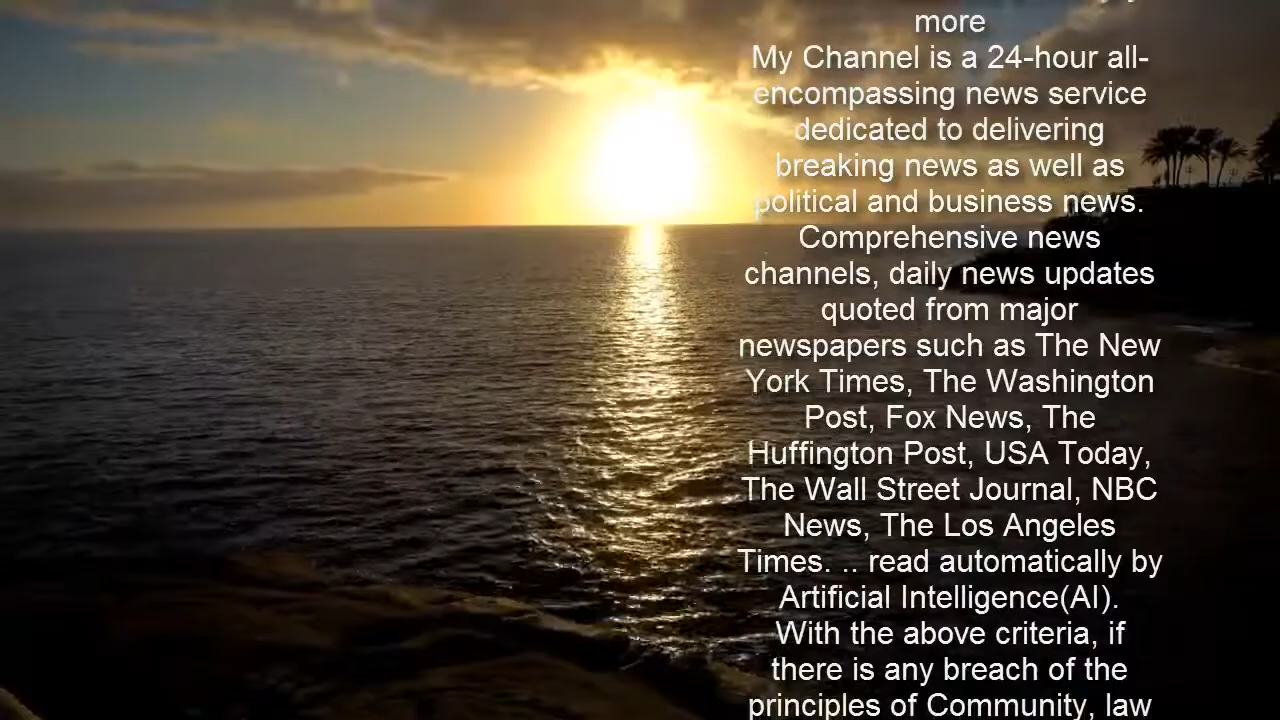 more
My Channel is a 24-hour all-
encompassing news service
dedicated to delivering
breaking news as well as
political and business news.
Comprehensive news
channels, daily news updates
quoted from major
newspapers such as The New
York Times, The Washington
Post, Fox News, The
Huffington Post, USA Today,
The Wall Street Journal, NBC
News, The Los Angeles
Times. .. read automatically by
Artificial Intelligence(AI).
With the above criteria, if
there is any breach of the
principles of Community, law